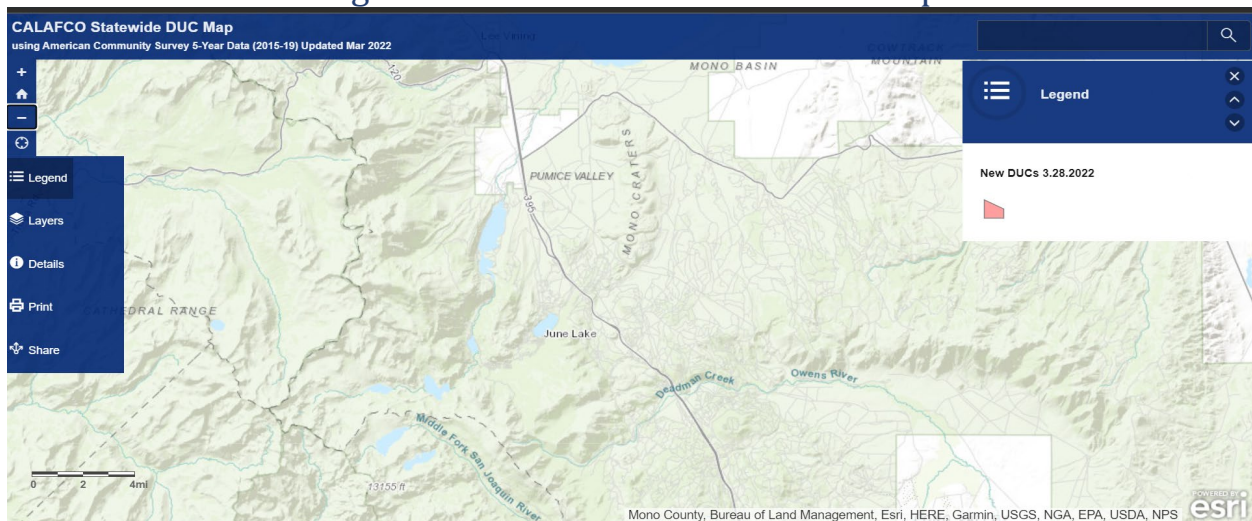 CALAFCO Statewide DUC Map
using American Community Survey 5-Year Data (2015-19) Updated Mar 2022
Lee Vining
COWTRACK
MOUNTAIN
MONO BASIN
120
+
−
Legend
Legend
Layers
Details
Print
Share
New DUCs 3.28.2022
PUMICE VALLEY
395
MONO CRATERS
CATHEDRAL RANGE
June Lake
Deadman Creek
Owens River
Middle Fork San Joaquin River
13155 ft
0 2 4mi
Mono County, Bureau of Land Management, Esri, HERE, Garmin, USGS, NGA, EPA, USDA, NPS
POWERED BY
esri